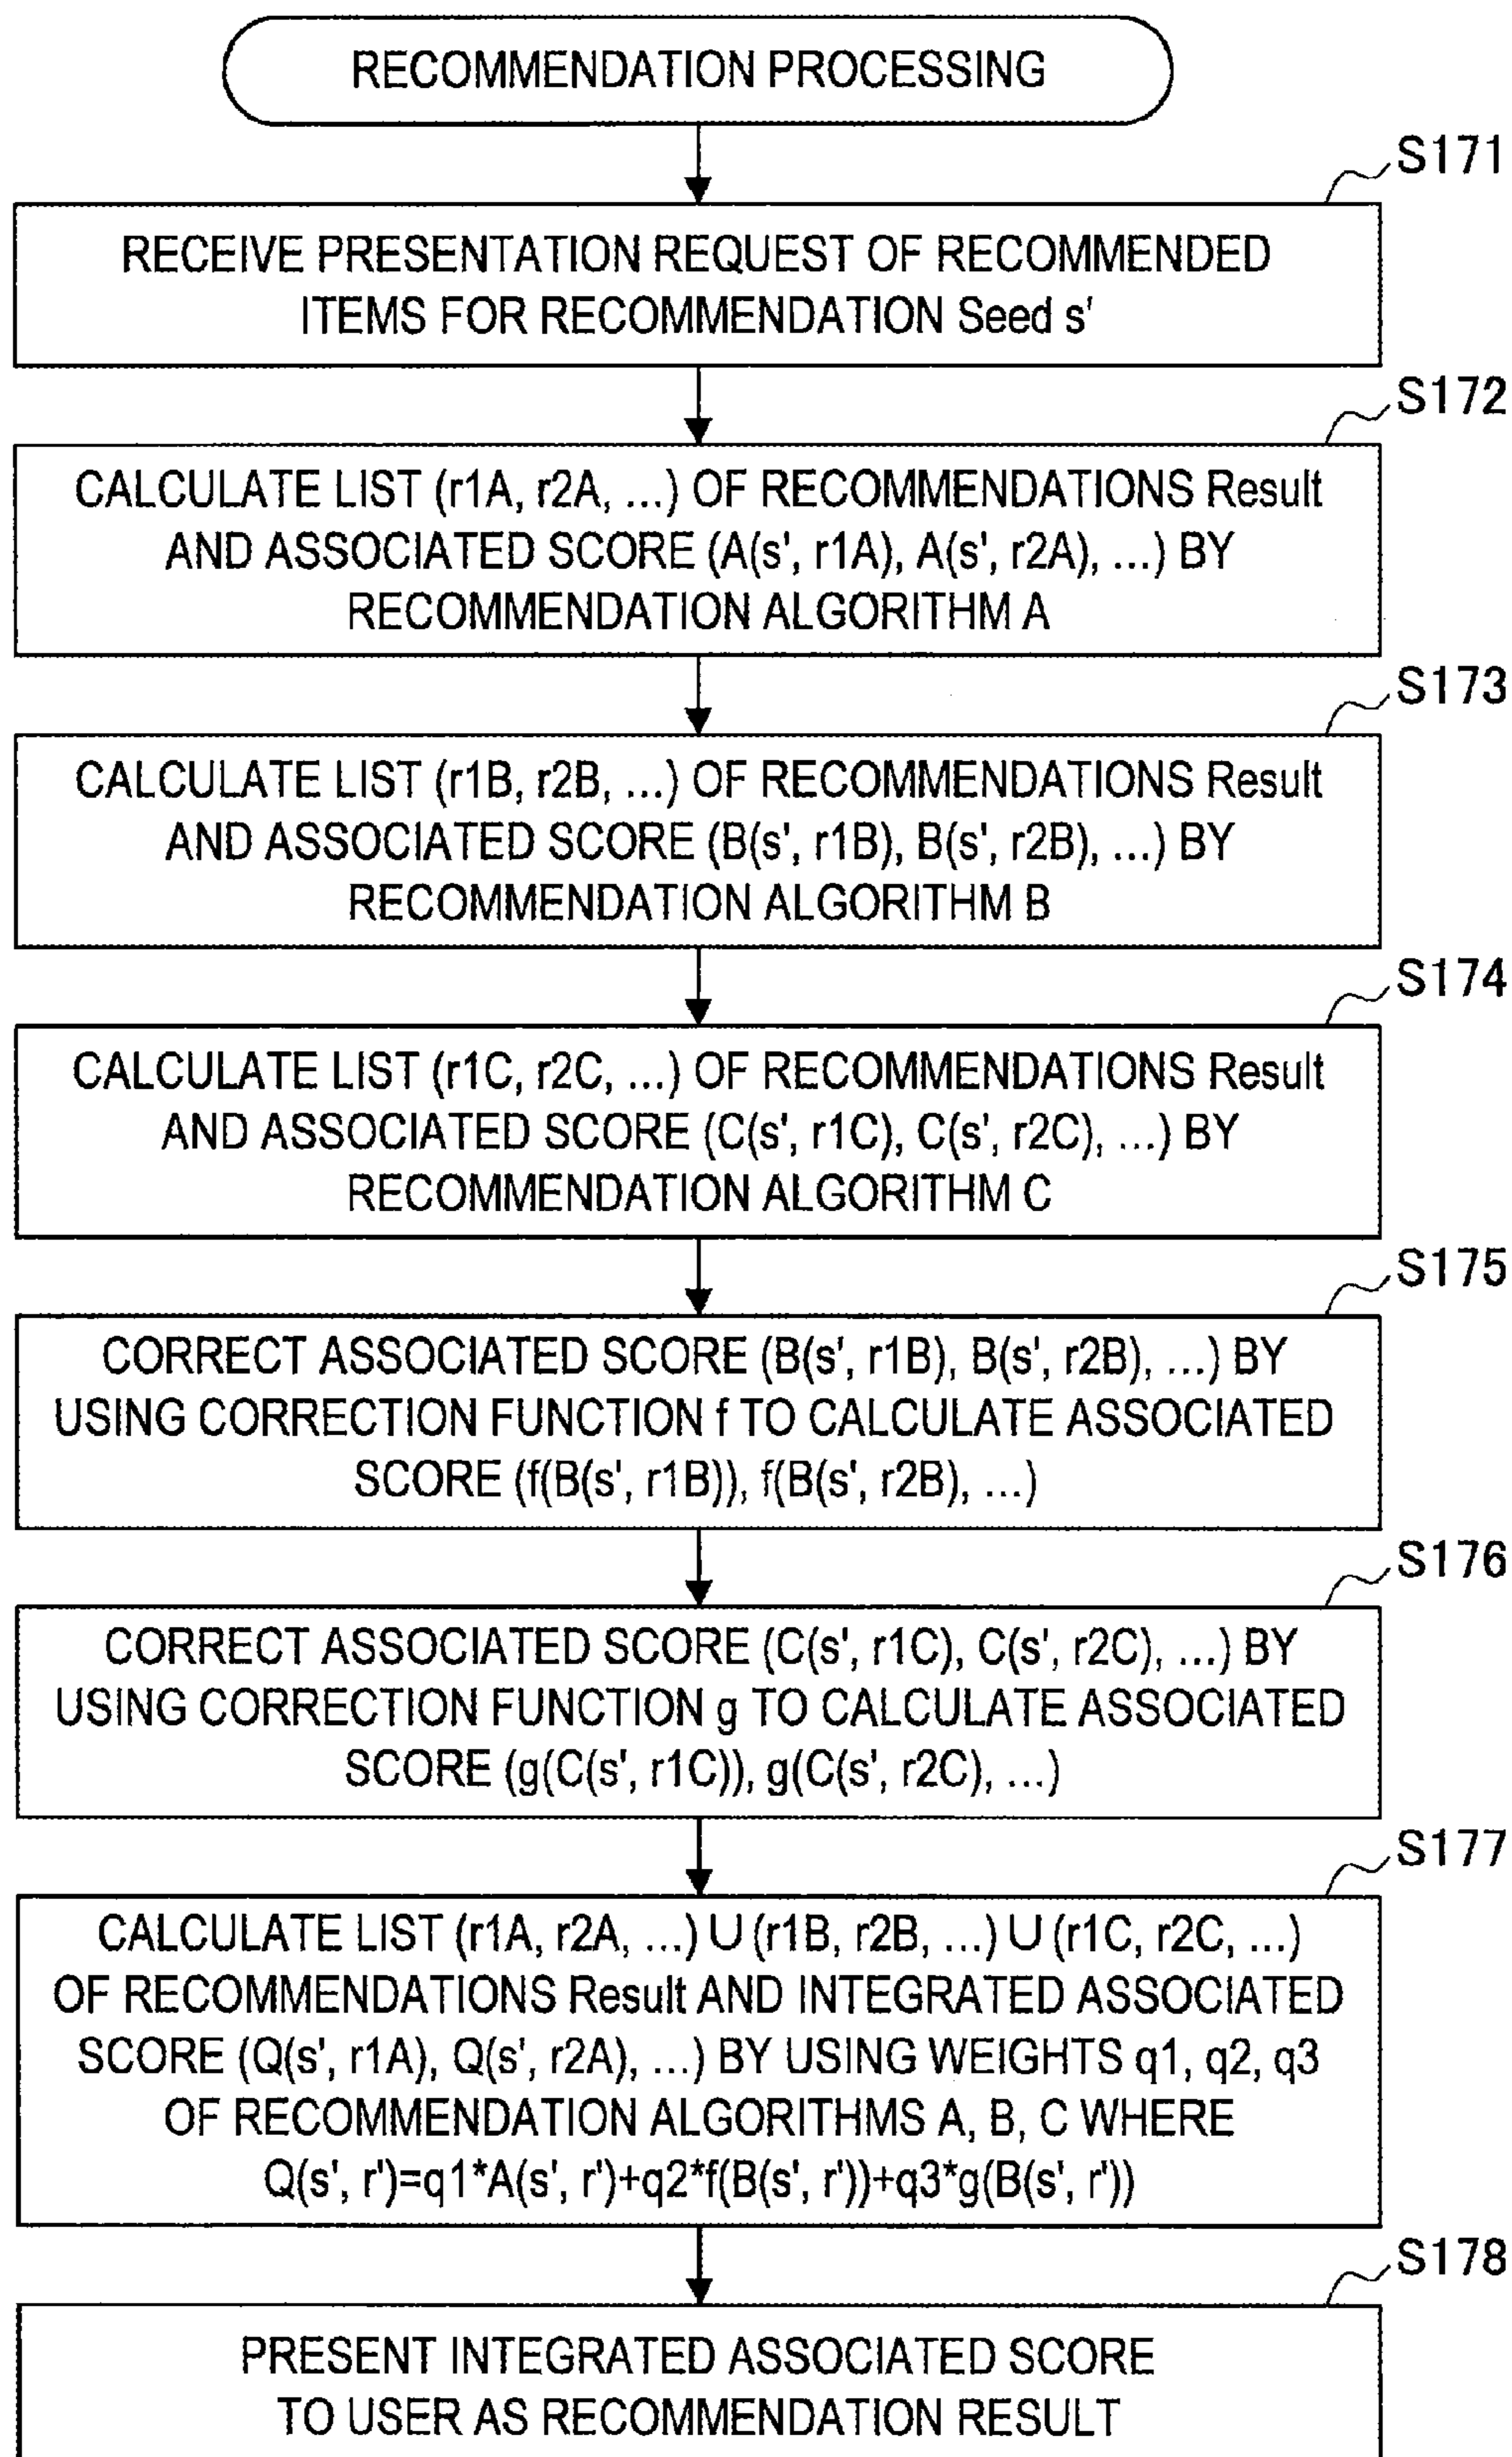 RECOMMENDATION PROCESSING
S171
RECEIVE PRESENTATION REQUEST OF RECOMMENDED
ITEMS FOR RECOMMENDATION Seed s'
S172
CALCULATE LIST (r1A, r2A, ...) OF RECOMMENDATIONS Result
AND ASSOCIATED SCORE (A(s', r1A), A(s', r2A), ...) BY
RECOMMENDATION ALGORITHM A
S173
CALCULATE LIST (r1B, r2B, ...) OF RECOMMENDATIONS Result
AND ASSOCIATED SCORE (B(s', r1B), B(s', r2B), ...) BY
RECOMMENDATION ALGORITHM B
S174
CALCULATE LIST (r1C, r2C, ...) OF RECOMMENDATIONS Result
AND ASSOCIATED SCORE (C(s', r1C), C(s', r2C), ...) BY
RECOMMENDATION ALGORITHM C
S175
CORRECT ASSOCIATED SCORE (B(s', r1B), B(s', r2B), ...) BY
USING CORRECTION FUNCTION f TO CALCULATE ASSOCIATED
SCORE (f(B(s', r1B)), f(B(s', r2B), ...)
S176
CORRECT ASSOCIATED SCORE (C(s', r1C), C(s', r2C), ...) BY
USING CORRECTION FUNCTION g TO CALCULATE ASSOCIATED
SCORE (g(C(s', r1C)), g(C(s', r2C), ...)
S177
CALCULATE LIST (r1A, r2A, ...) U (r1B, r2B, ...) U (r1C, r2C, ...)
OF RECOMMENDATIONS Result AND INTEGRATED ASSOCIATED
SCORE (Q(s', r1A), Q(s', r2A), ...) BY USING WEIGHTS q1, q2, q3
OF RECOMMENDATION ALGORITHMS A, B, C WHERE
Q(s', r')=q1*A(s', r')+q2*f(B(s', r'))+q3*g(B(s', r'))
S178
PRESENT INTEGRATED ASSOCIATED SCORE
TO USER AS RECOMMENDATION RESULT